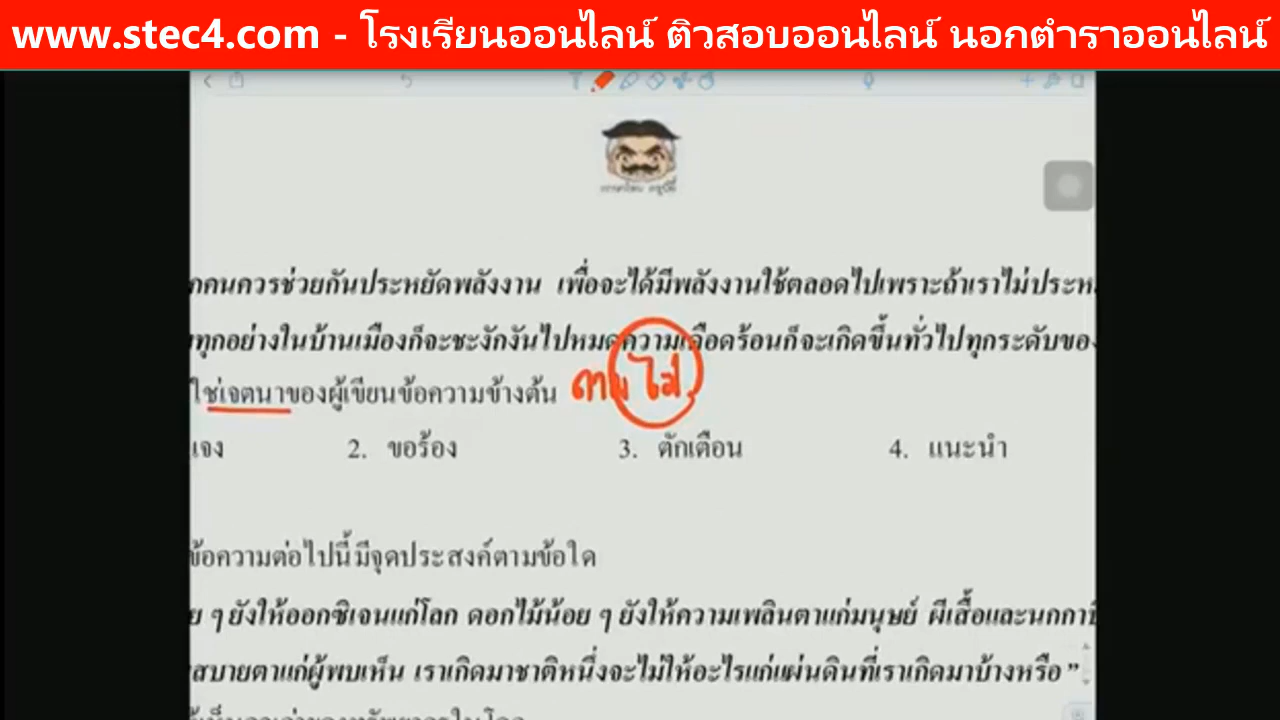 www.stec4.com - โรงเรียนออนไลน์ ติวสอบออนไลน์ นอกตำราออนไลน์
กคนควรช่วยกันประหยัดพลังงาน เพื่อจะได้มีพลังงานใช้ตลอดไปเพราะถ้าเราไม่ประห
ทุกอย่างในบ้านเมืองก็จะชะงักงันไปหมดความเดือดร้อนก็จะเกิดขึ้นทั่วไปทุกระดับของ
ใช่เจตนาของผู้เขียนข้อความข้างต้น ถาม ไม่
แจง 2. ขอร้อง 3. ตักเตือน 4. แนะนำ
ข้อความต่อไปนี้มีจุดประสงค์ตามข้อใด
ย ๆ ยังให้ออกซิเจนแก่โลก ดอกไม้น้อย ๆ ยังให้ความเพลินตาแก่มนุษย์ ผีเสื้อและนกกา
สบายตาแก่ผู้พบเห็น เราเกิดมาชาติหนึ่งจะไม่ให้อะไรแก่แผ่นดินที่เราเกิดมาบ้างหรือ"